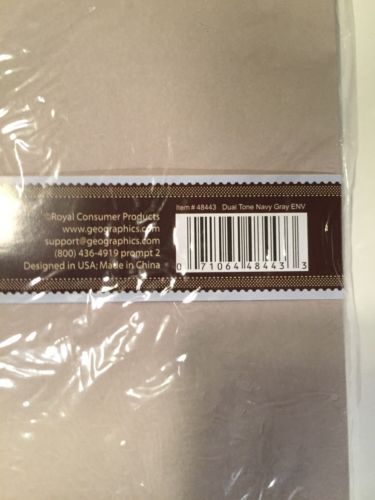 ©Royal Consumer Products
www.geographics.com
support@geographics.com
(800) 436-4919 prompt 2
Designed in USA: Made in China
Item # 48443 Dual Tone Navy Gray ENV
0 71064 48443 3